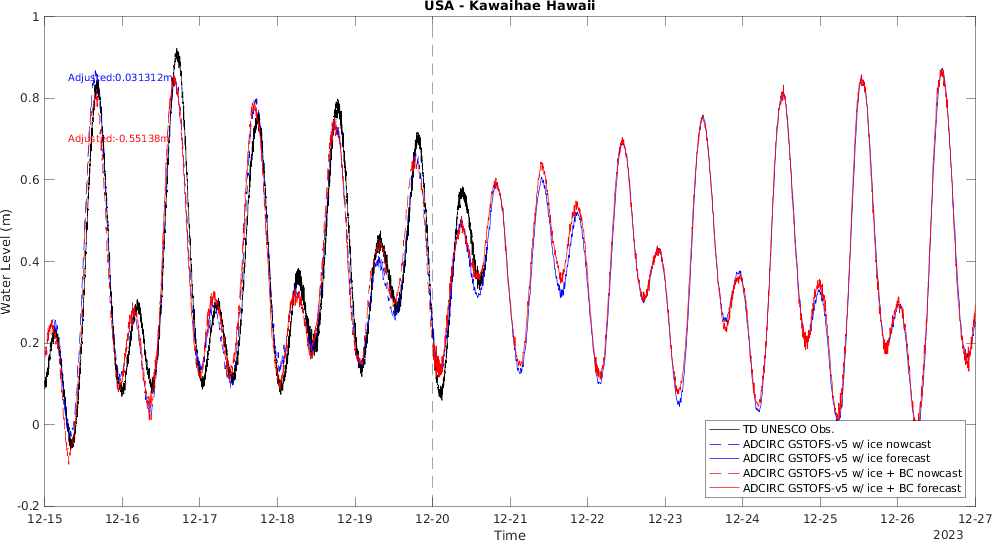 USA - Kawaihae Hawaii
1
0.8
0.6
0.4
0.2
0
-0.2
Water Level (m)
Adjusted:0.031312m
Adjusted:-0.55138m
TD UNESCO Obs.
ADCIRC GSTOFS-v5 w/ ice nowcast
ADCIRC GSTOFS-v5 w/ ice forecast
ADCIRC GSTOFS-v5 w/ ice + BC nowcast
ADCIRC GSTOFS-v5 w/ ice + BC forecast
12-15 12-16 12-17 12-18 12-19 12-20 12-21 12-22 12-23 12-24 12-25 12-26 12-27
Time
2023